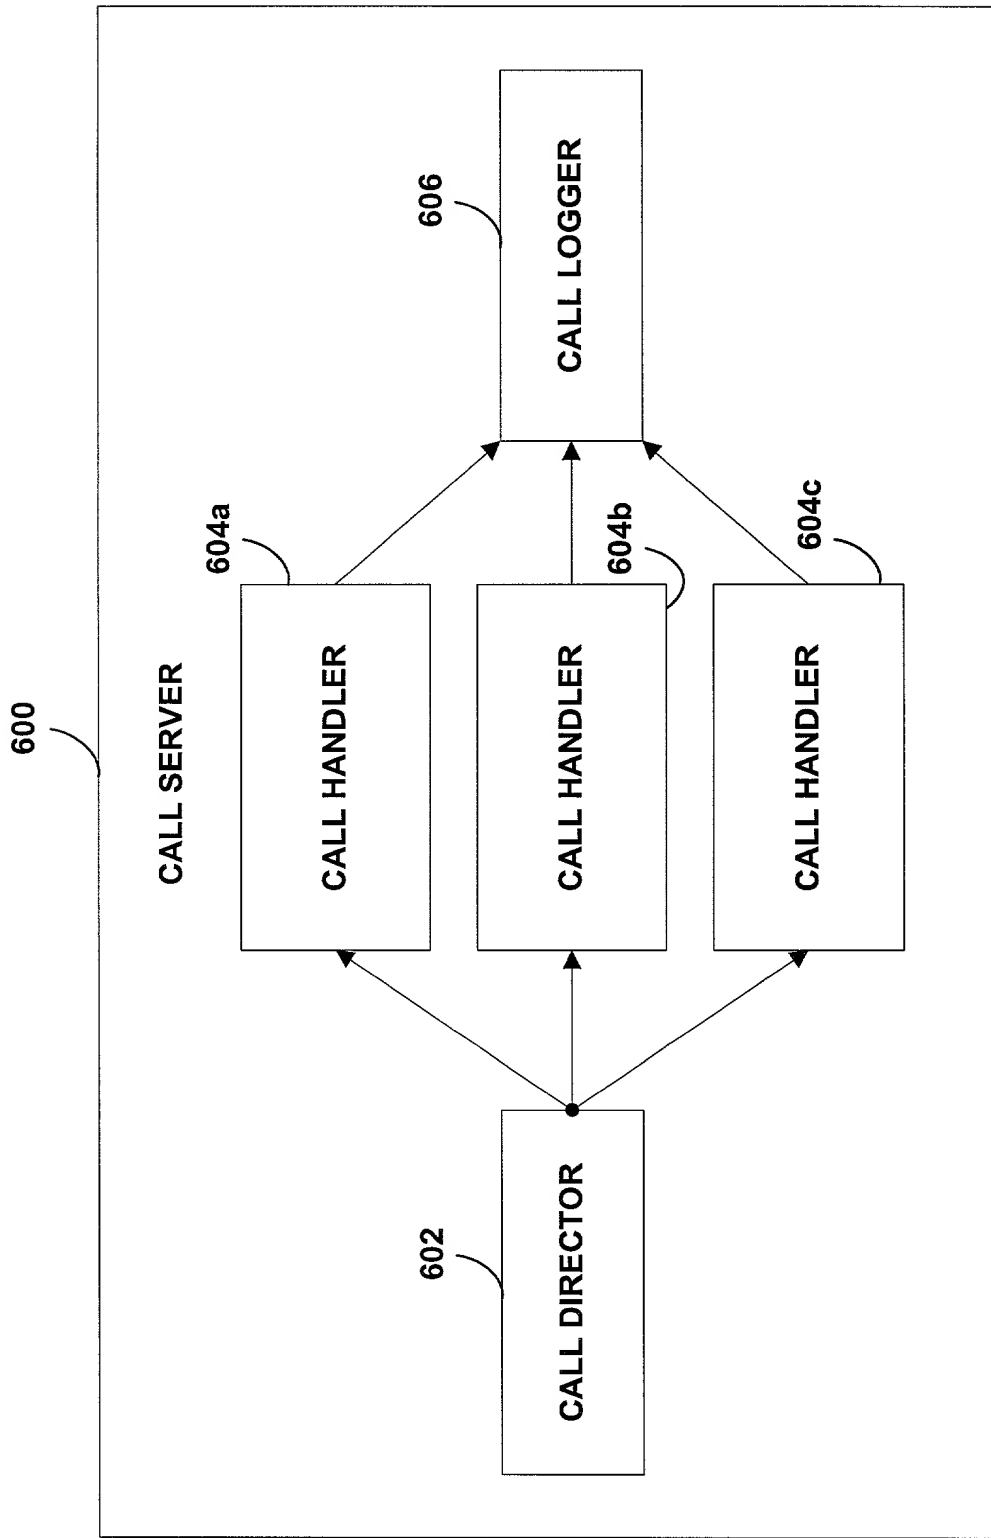 600
CALL SERVER
602
CALL DIRECTOR
604a
CALL HANDLER
604b
CALL HANDLER
604c
CALL HANDLER
606
CALL LOGGER